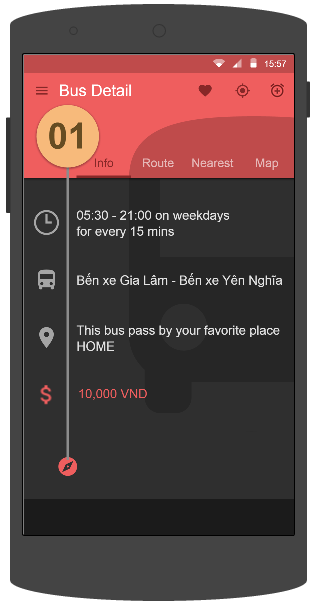 15:57
Bus Detail
01
Info
Route
Nearest
Map
05:30 - 21:00 on weekdays
for every 15 mins
Bến xe Gia Lâm - Bến xe Yên Nghĩa
This bus pass by your favorite place
HOME
$ 10,000 VND